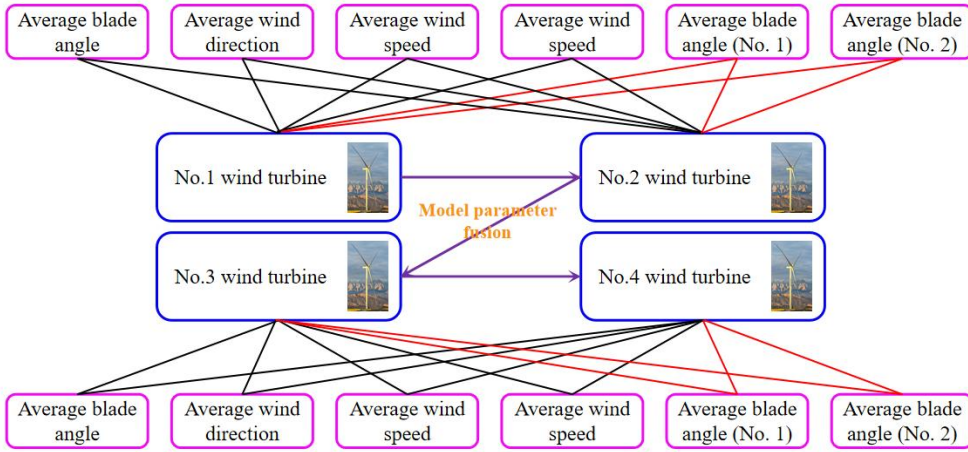 Average blade
angle
Average wind
direction
Average wind
speed
Average wind
speed
Average blade
angle (No. 1)
Average blade
angle (No. 2)
No.1 wind turbine
No.2 wind turbine
Model parameter
fusion
No.3 wind turbine
No.4 wind turbine
Average blade
angle
Average wind
direction
Average wind
speed
Average wind
speed
Average blade
angle (No. 1)
Average blade
angle (No. 2)